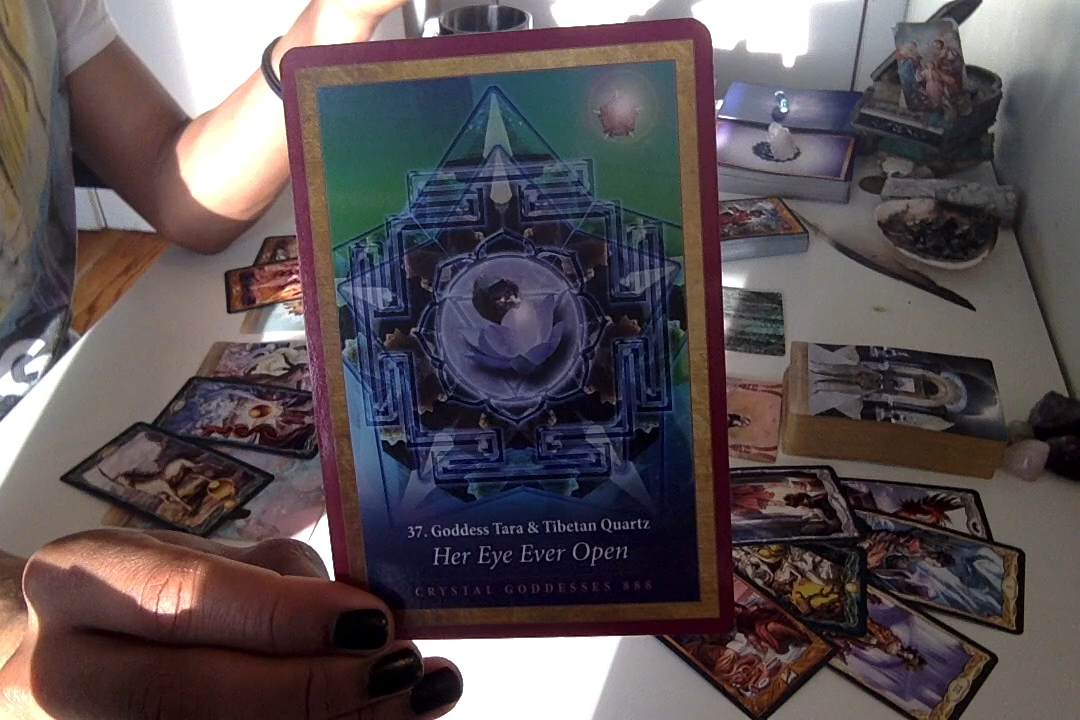 37. Goddess Tara & Tibetan Quartz
Her Eye Ever Open
CRYSTAL GODDESSES 888